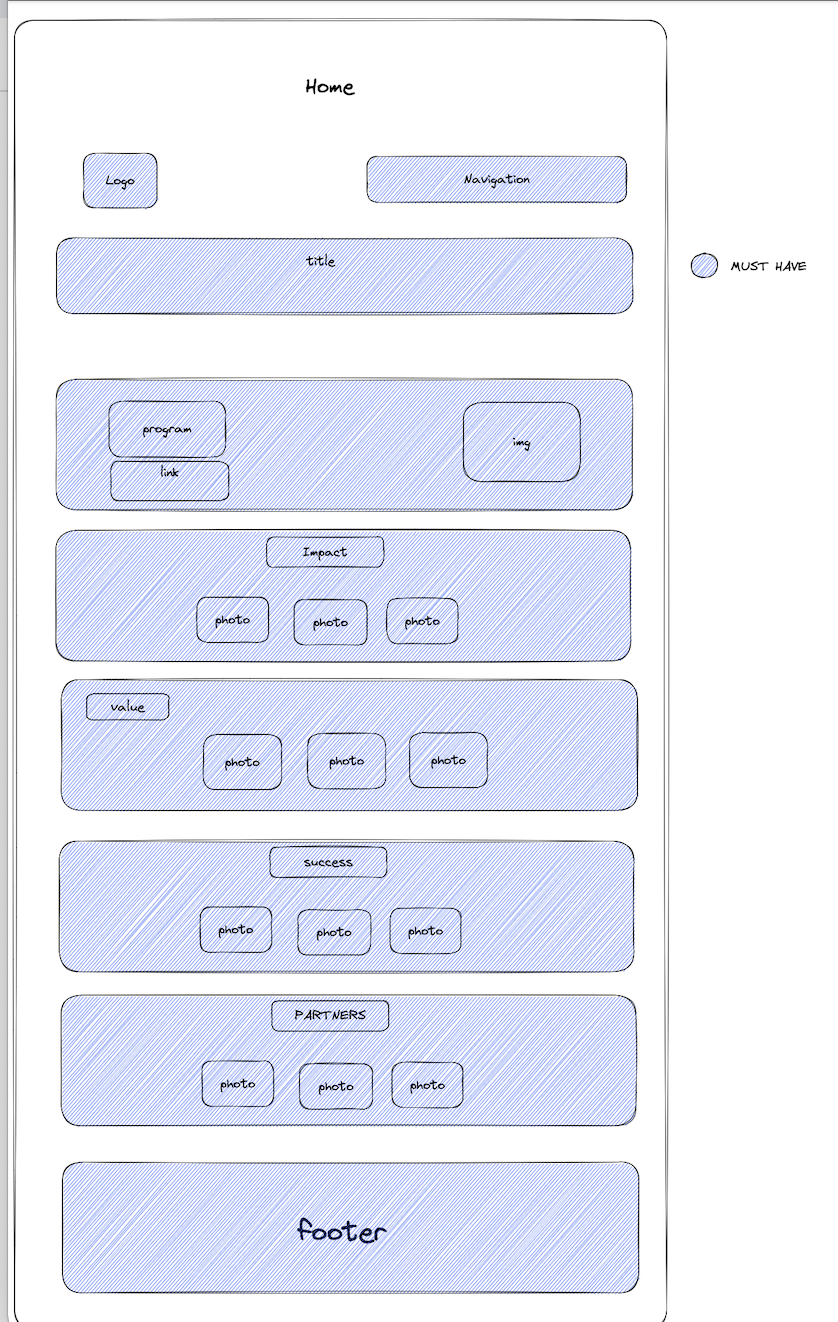 Home
Logo
Navigation
title
MUST HAVE
program
link
img
Impact
photo
photo
photo
value
photo
photo
photo
success
photo
photo
photo
PARTNERS
photo
photo
photo
footer